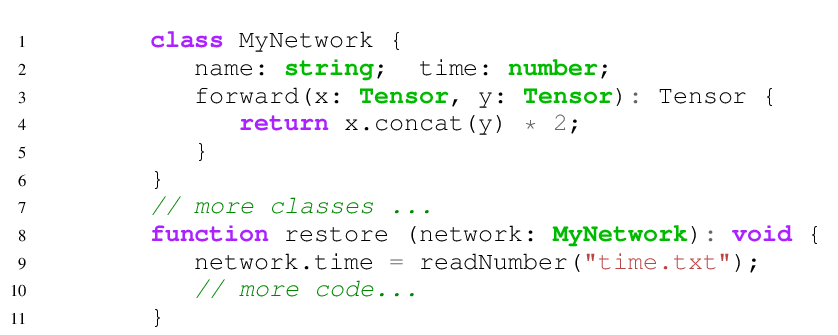 1 class MyNetwork {
2 name: string; time: number;
3 forward(x: Tensor, y: Tensor): Tensor {
4 return x.concat(y) * 2;
5 }
6 }
7 // more classes ...
8 function restore (network: MyNetwork): void {
9 network.time = readNumber("time.txt");
10 // more code...
11 }